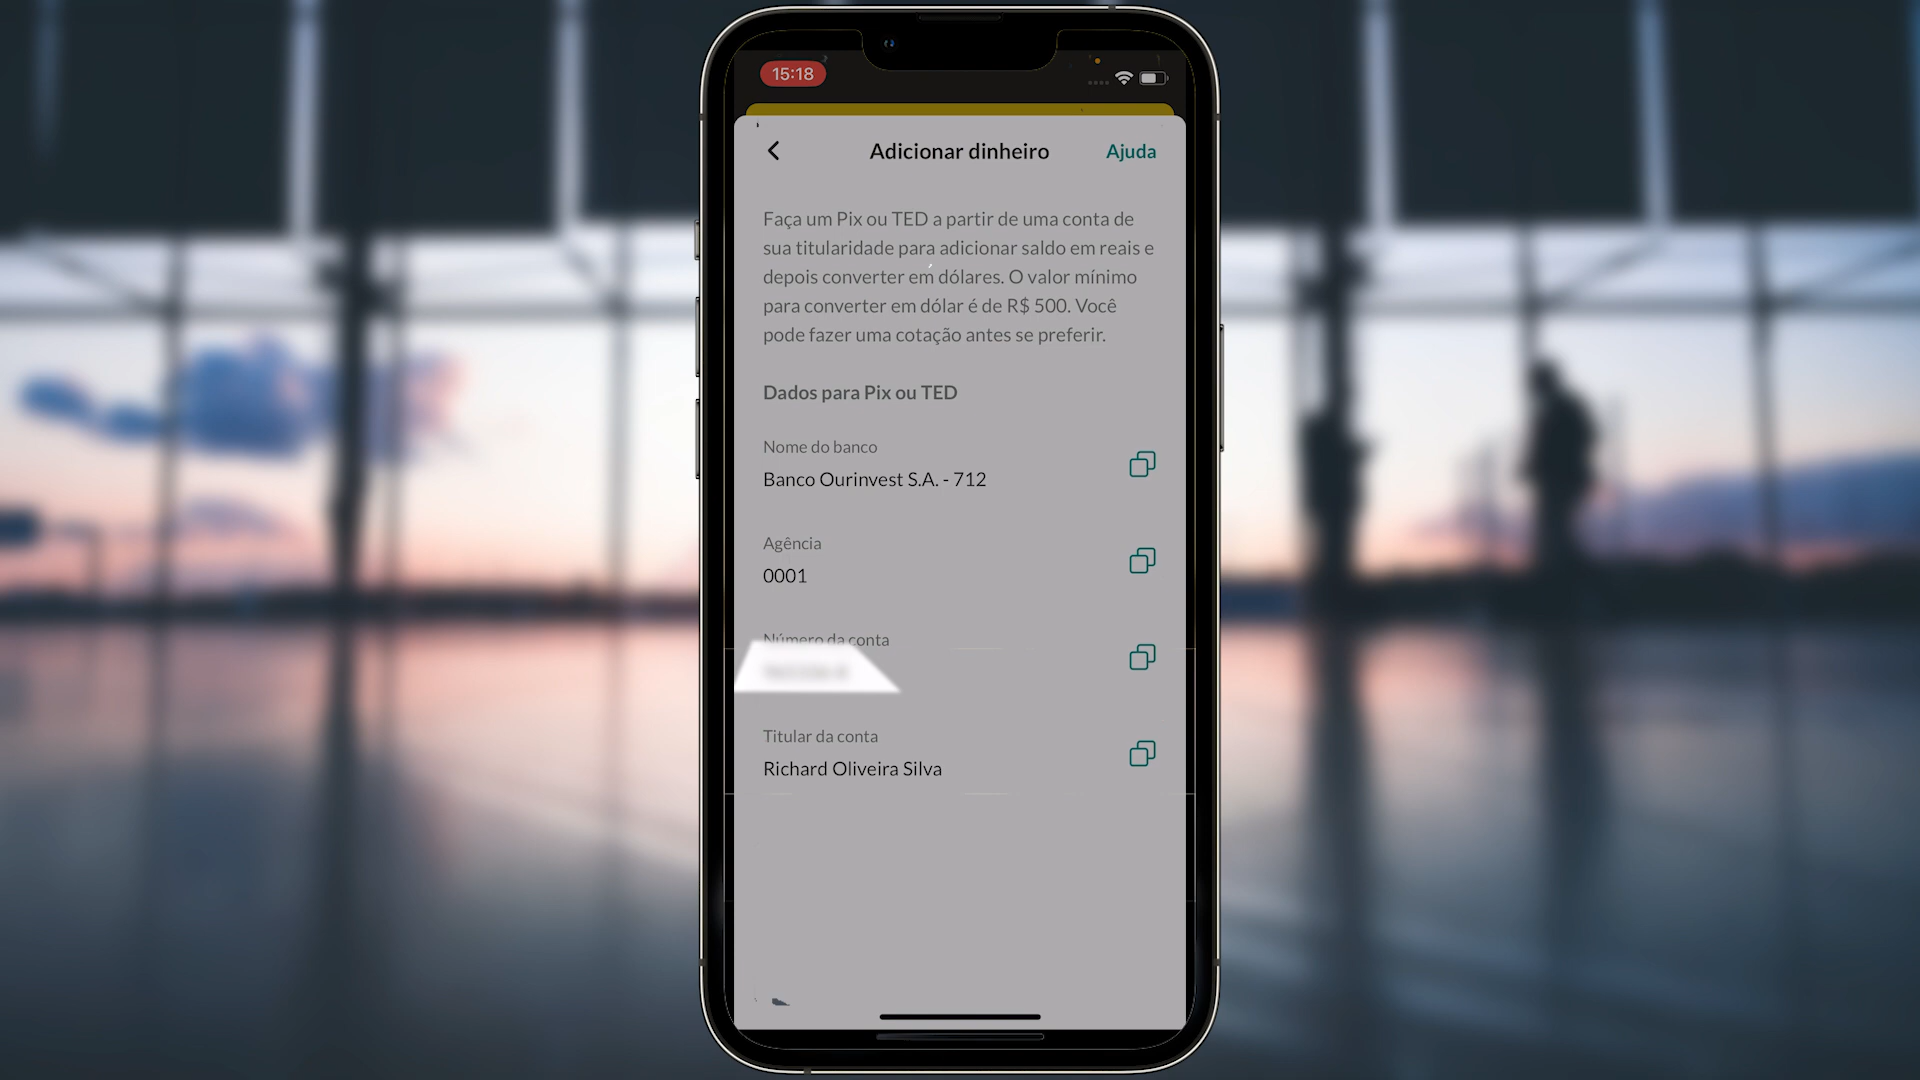 15:18
Adicionar dinheiro
Ajuda
Faça um Pix ou TED a partir de uma conta de
sua titularidade para adicionar saldo em reais e
depois converter em dólares. O valor mínimo
para converter em dólar é de R$ 500. Você
pode fazer uma cotação antes se preferir.
Dados para Pix ou TED
Nome do banco
Banco Ourinvest S.A. - 712
Agência
0001
Número da conta
Titular da conta
Richard Oliveira Silva